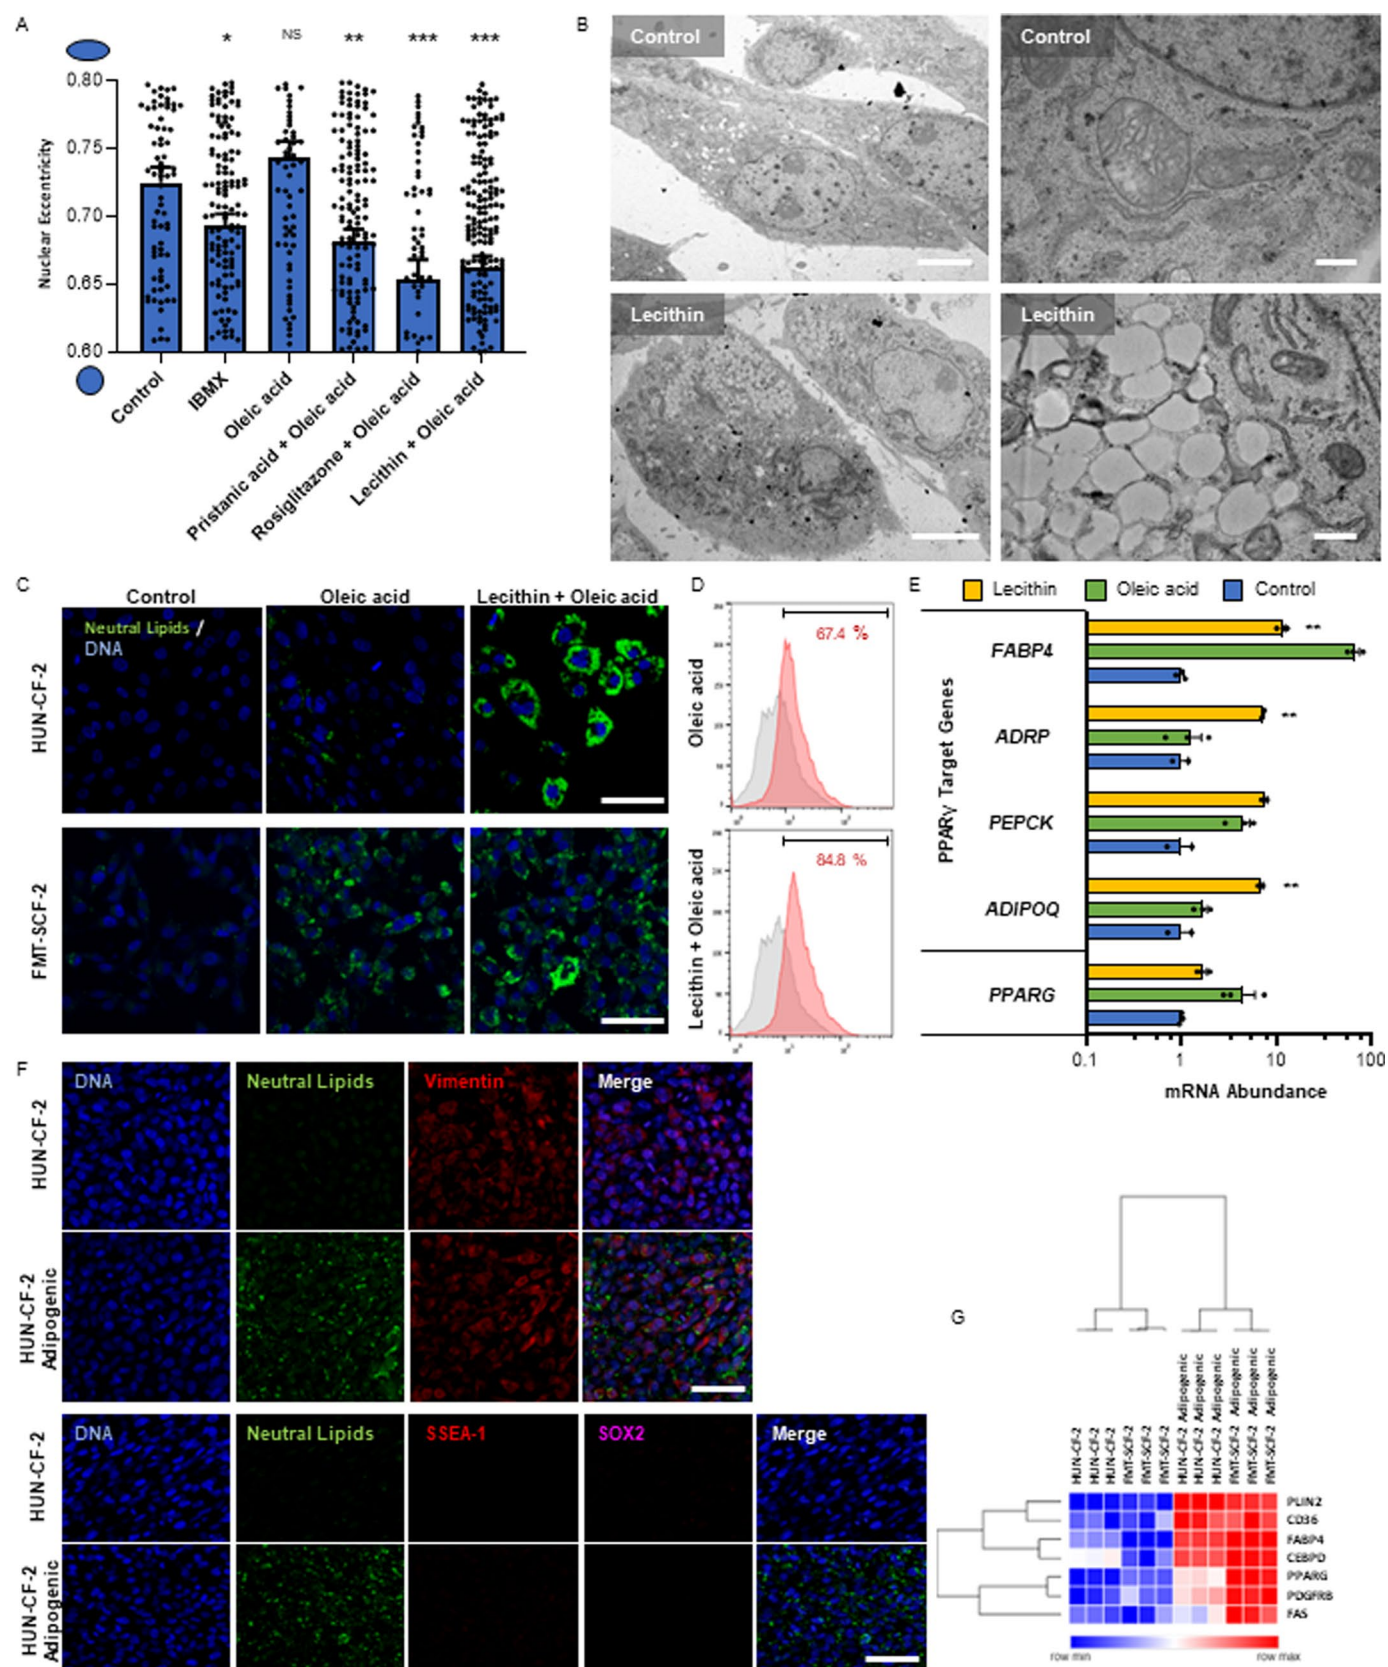 A
* NS ** *** ***
0.80
0.75
0.70
0.65
0.60
Nuclear Eccentricity
Control
IBMX
Oleic acid
Pristanic acid + Oleic acid
Rosiglitazone + Oleic acid
Lecithin + Oleic acid
B
Control
Control
Lecithin
Lecithin
C
Control Oleic acid Lecithin + Oleic acid
Neutral Lipids /
DNA
HUN-CF-2
FMT-SCF-2
D
Oleic acid
67.4 %
Lecithin + Oleic acid
84.8 %
E
Lecithin Oleic acid Control
PPARγ Target Genes
FABP4 **
ADRP **
PEPCK
ADIPOQ **
PPARG
0.1 1 10 100
mRNA Abundance
F
DNA Neutral Lipids Vimentin Merge
HUN-CF-2
HUN-CF-2
Adipogenic
DNA Neutral Lipids SSEA-1 SOX2 Merge
HUN-CF-2
HUN-CF-2
Adipogenic
G
HUN-CF-2
HUN-CF-2
HUN-CF-2
FMT-SCF-2
FMT-SCF-2
FMT-SCF-2
HUN-CF-2 Adipogenic
HUN-CF-2 Adipogenic
HUN-CF-2 Adipogenic
FMT-SCF-2 Adipogenic
FMT-SCF-2 Adipogenic
FMT-SCF-2 Adipogenic
PLIN2
CD36
FABP4
CEBPD
PPARG
PDGFRB
FAS
row min row max